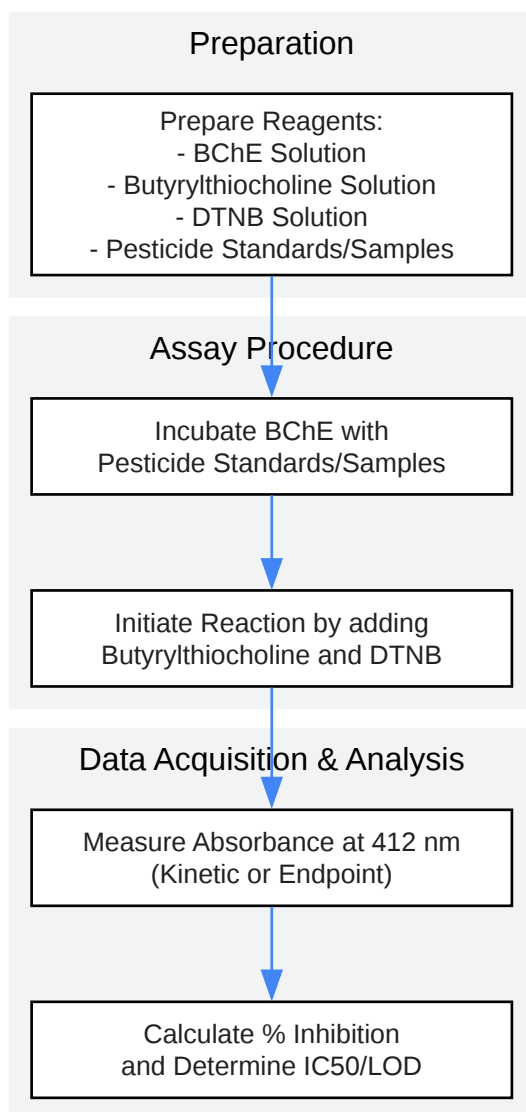 Preparation
Prepare Reagents:
- BChE Solution
- Butyrylthiocholine Solution
- DTNB Solution
- Pesticide Standards/Samples
Assay Procedure
Incubate BChE with
Pesticide Standards/Samples
Initiate Reaction by adding
Butyrylthiocholine and DTNB
Data Acquisition & Analysis
Measure Absorbance at 412 nm
(Kinetic or Endpoint)
Calculate % Inhibition
and Determine IC50/LOD